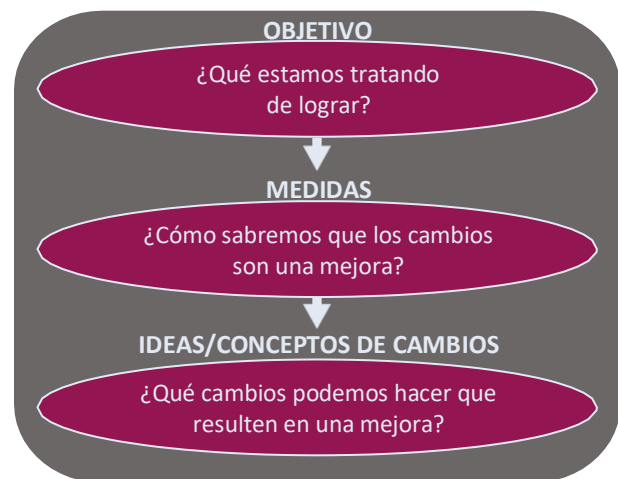 OBJETIVO
¿Qué estamos tratando
de lograr?
MEDIDAS
¿Cómo sabremos que los cambios
son una mejora?
IDEAS/CONCEPTOS DE CAMBIOS
¿Qué cambios podemos hacer que
resulten en una mejora?